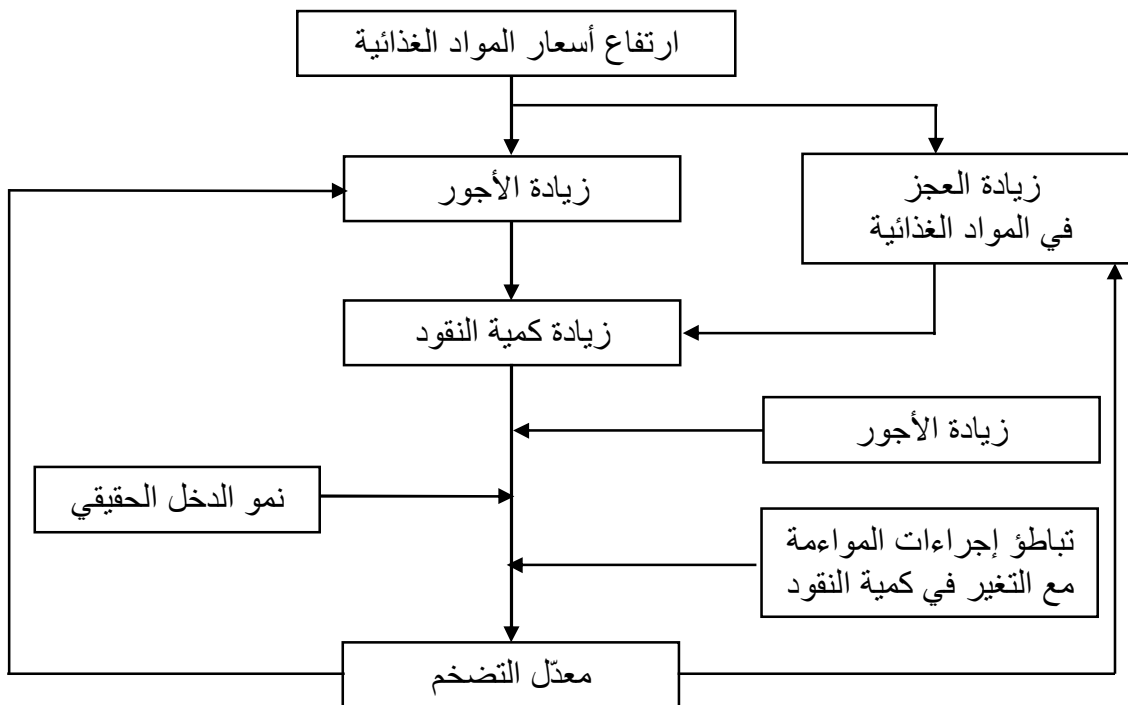 ارتفاع أسعار المواد الغذائية
زيادة الأجور
زيادة العجز
في المواد الغذائية
زيادة كمية النقود
زيادة الأجور
نمو الدخل الحقيقي
تباطؤ إجراءات المواءمة
مع التغير في كمية النقود
معدّل التضخم